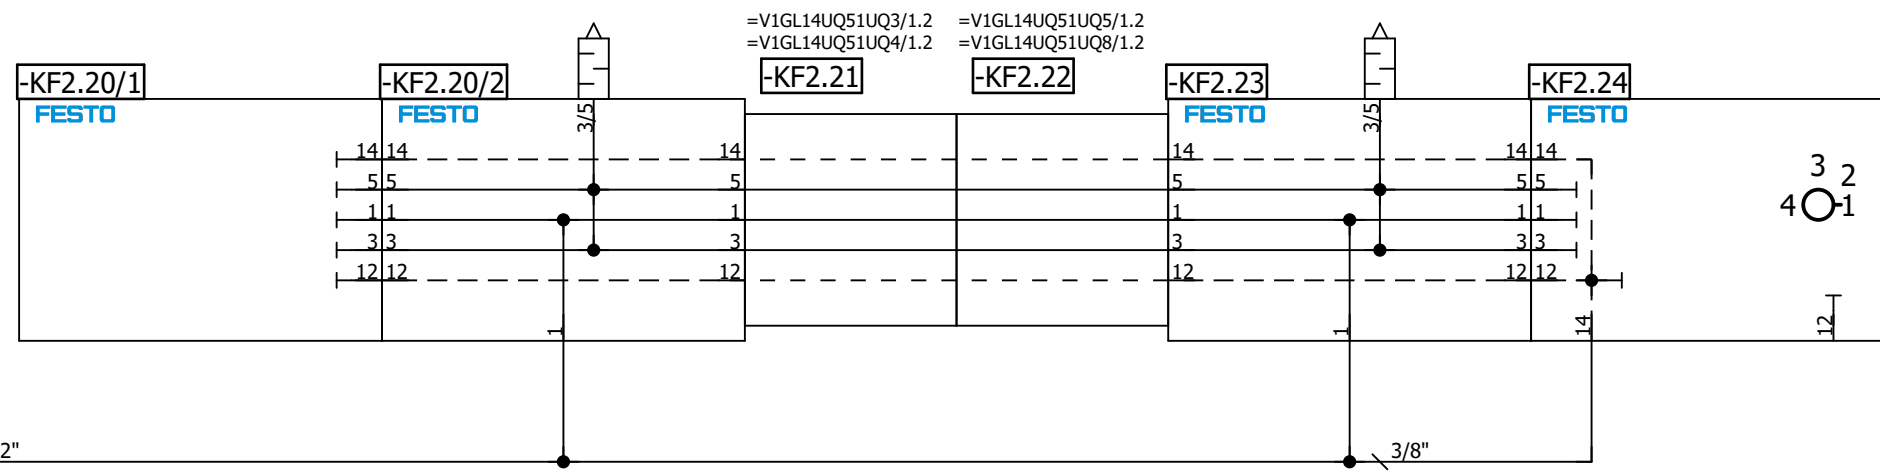 =V1GL14UQ51UQ3/1.2 =V1GL14UQ51UQ5/1.2
=V1GL14UQ51UQ4/1.2 =V1GL14UQ51UQ8/1.2
-KF2.20/1 -KF2.20/2 -KF2.21 -KF2.22 -KF2.23 -KF2.24
FESTO FESTO FESTO FESTO
3/5 3/5
14 14 14 14 14 14
5 5 5 5 5 5
1 1 1 1 1 1
3 3 3 3 3 3
12 12 12 12 12 12
3 2
4 1
1 1 14 12
2" 3/8"